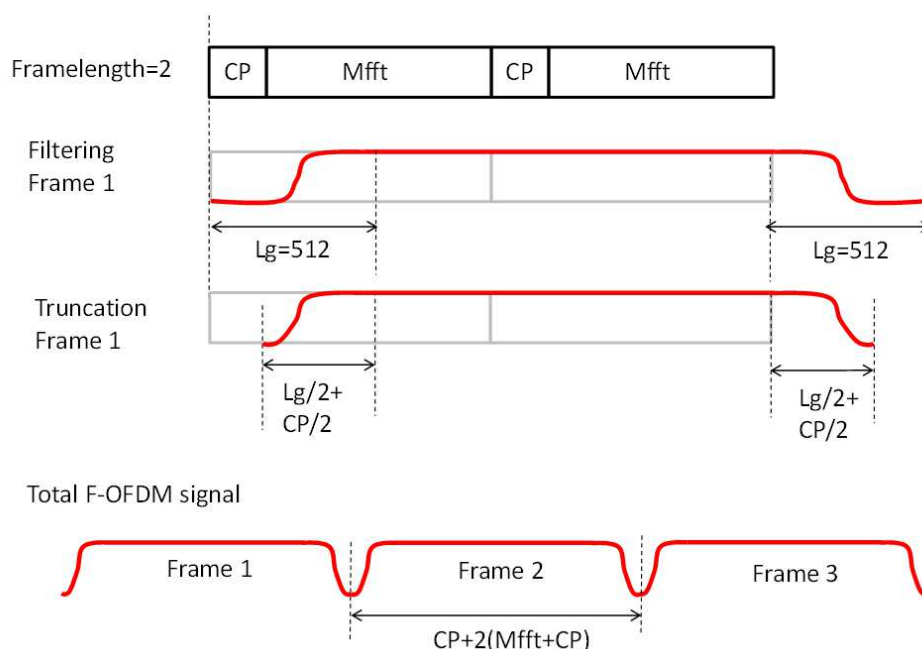 Framelength=2
CP
Mfft
CP
Mfft
Filtering
Frame 1
Lg=512
Lg=512
Truncation
Frame 1
Lg/2+
CP/2
Lg/2+
CP/2
Total F-OFDM signal
Frame 1
Frame 2
Frame 3
CP+2(Mfft+CP)